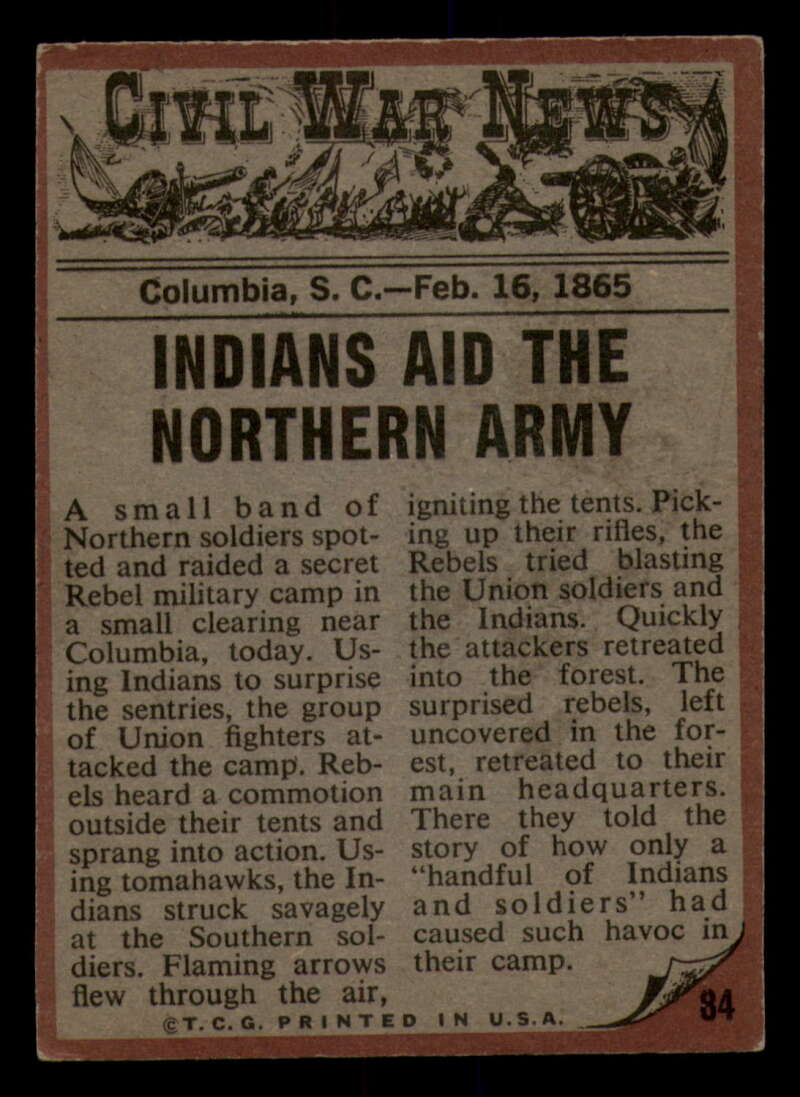 CIVIL WAR NEWS
Columbia, S. C.—Feb. 16, 1865
INDIANS AID THE
NORTHERN ARMY
A small band of
Northern soldiers spot-
ted and raided a secret
Rebel military camp in
a small clearing near
Columbia, today. Us-
ing Indians to surprise
the sentries, the group
of Union fighters at-
tacked the camp. Reb-
els heard a commotion
outside their tents and
sprang into action. Us-
ing tomahawks, the In-
dians struck savagely
at the Southern sol-
diers. Flaming arrows
flew through the air,
igniting the tents. Pick-
ing up their rifles, the
Rebels tried blasting
the Union soldiers and
the Indians. Quickly
the attackers retreated
into the forest. The
surprised rebels, left
uncovered in the for-
est, retreated to their
main headquarters.
There they told the
story of how only a
“handful of Indians
and soldiers” had
caused such havoc in
their camp.
©T.C.G. PRINTED IN U.S.A.
84